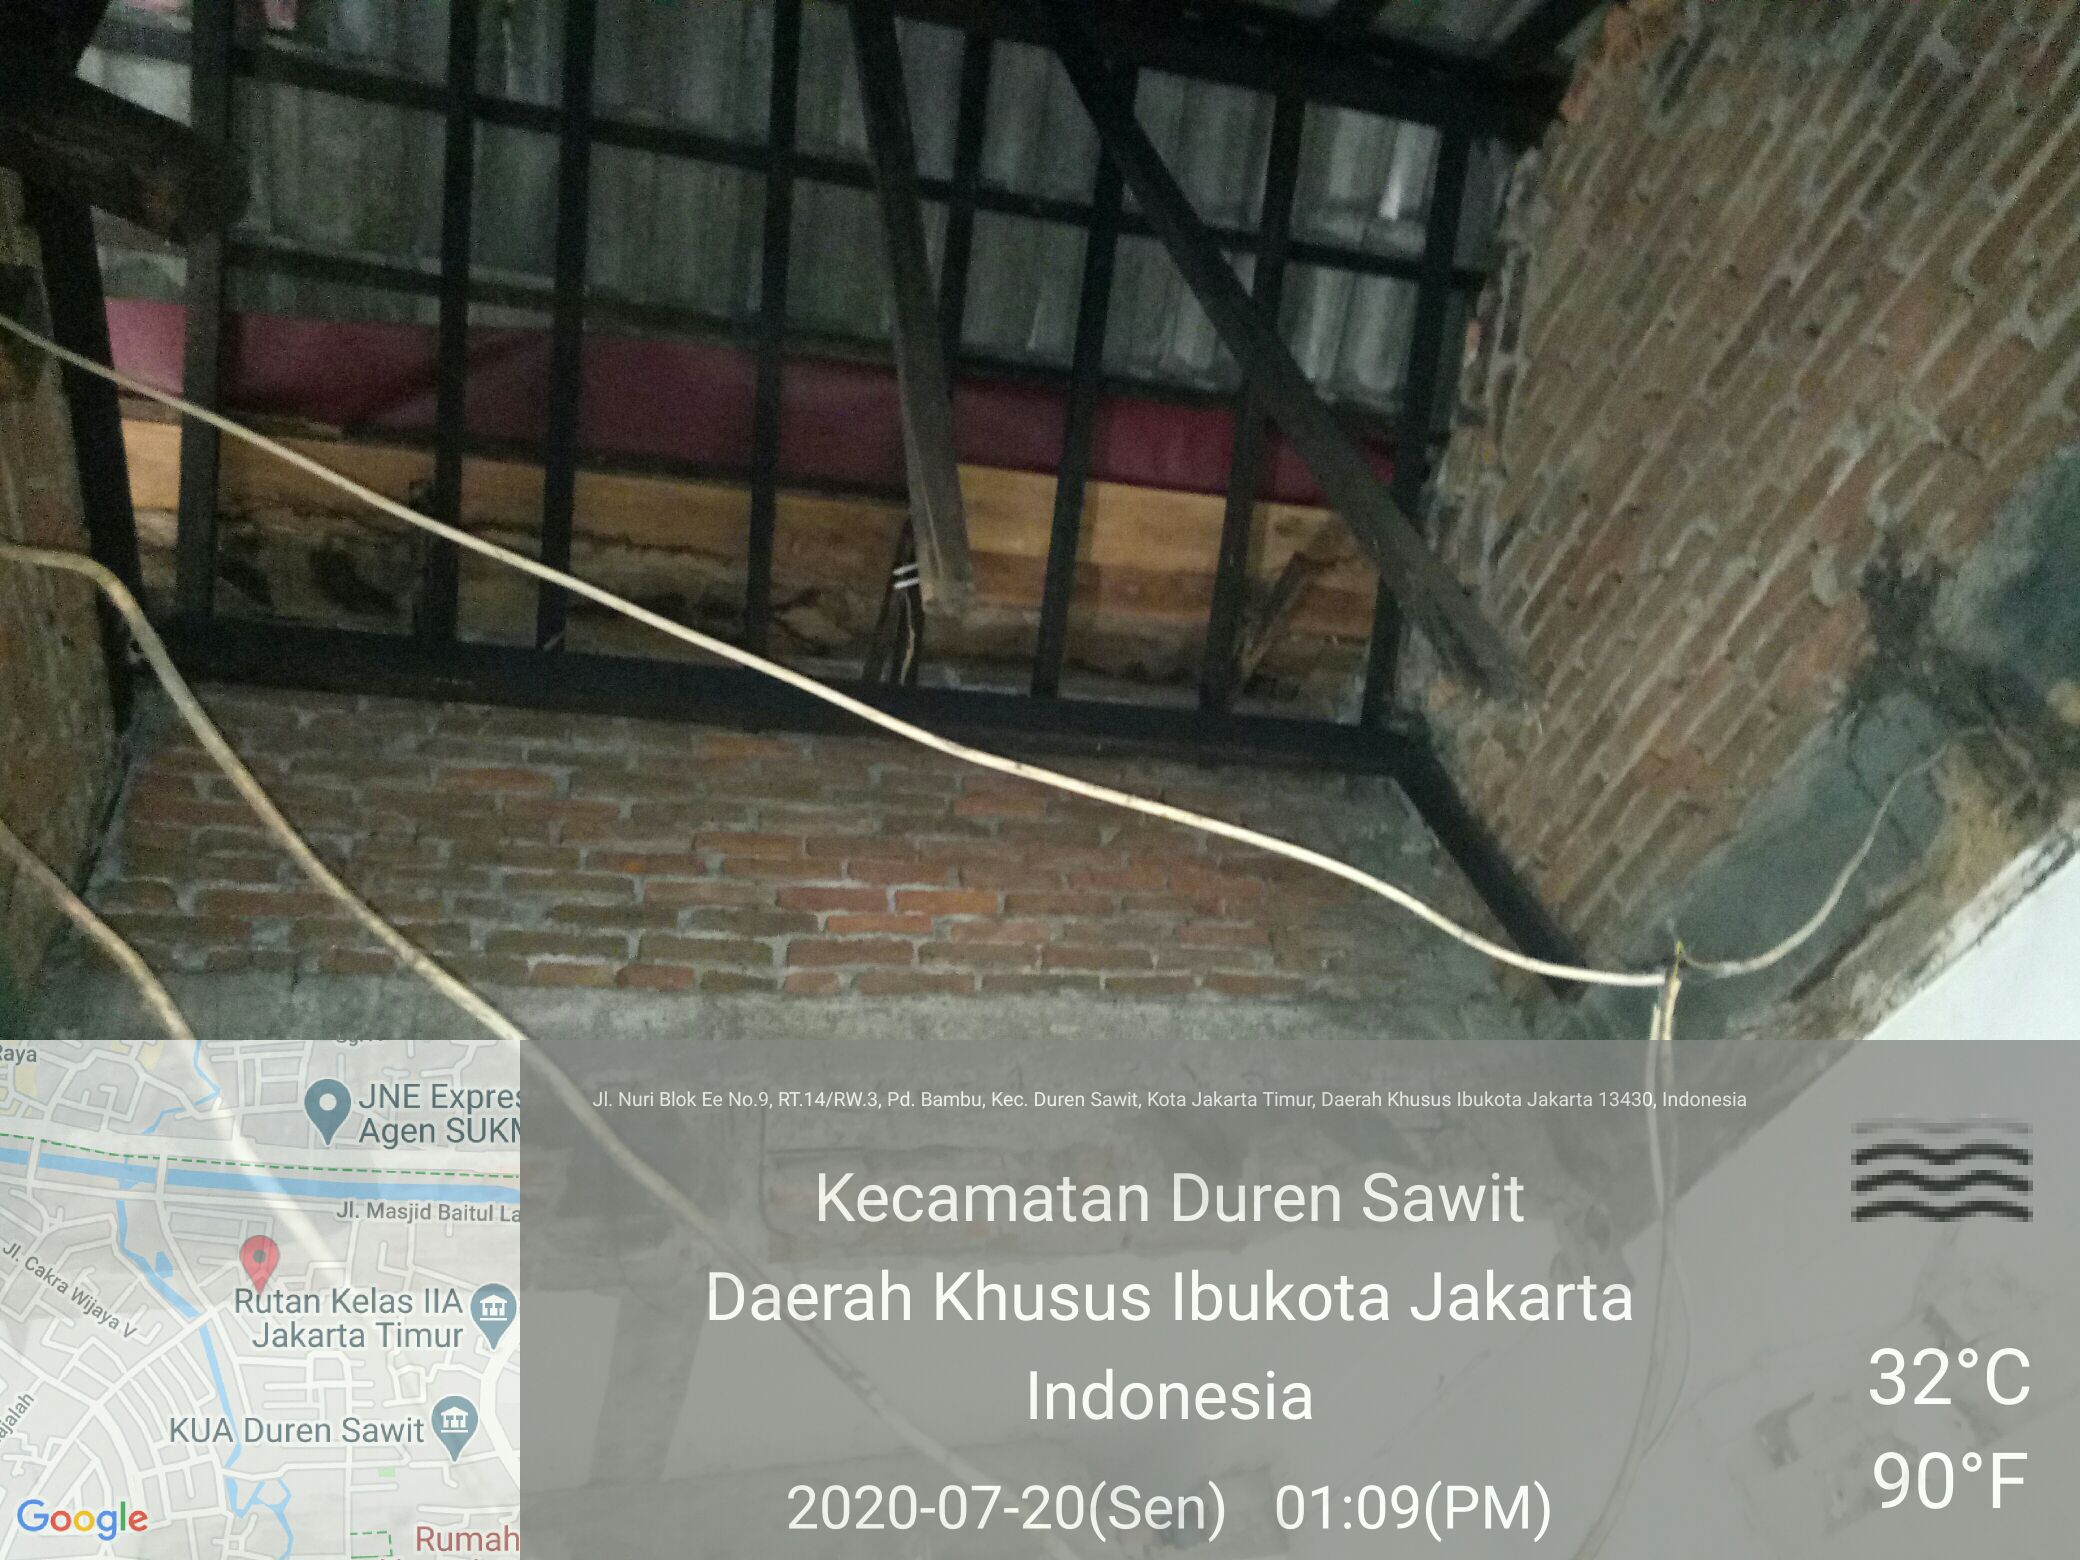 Jl. Nuri Blok Ee No.9, RT.14/RW.3, Pd. Bambu, Kec. Duren Sawit, Kota Jakarta Timur, Daerah Khusus Ibukota Jakarta 13430, Indonesia
Kecamatan Duren Sawit
Daerah Khusus Ibukota Jakarta
Indonesia
2020-07-20(Sen) 01:09(PM)
32°C
90°F
Raya
JNE Expres
Agen SUKM
Jl. Masjid Baitul La
Jl. Cakra Wijaya V
Rutan Kelas IIA
Jakarta Timur
KUA Duren Sawit
Google
Rumah